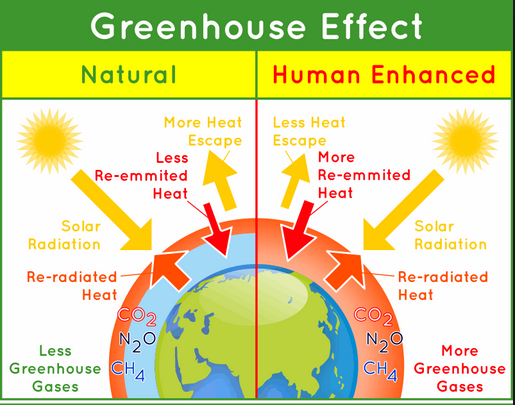 Greenhouse Effect
Natural
Human Enhanced
More Heat
Escape
Less
Re-emmited
Heat
Solar
Radiation
Re-radiated
Heat
CO2
N2O
CH4
Less
Greenhouse
Gases
Less Heat
Escape
More
Re-emmited
Heat
Solar
Radiation
Re-radiated
Heat
CO2
N2O
CH4
More
Greenhouse
Gases